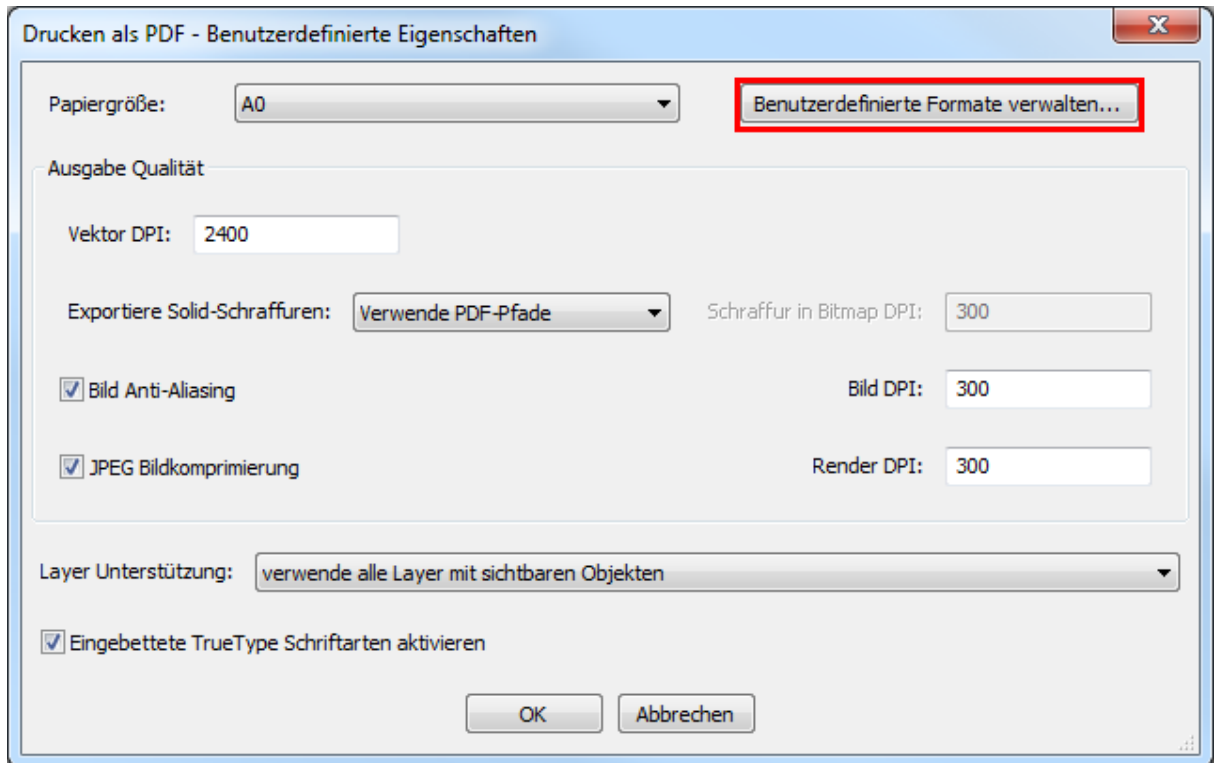 Drucken als PDF - Benutzerdefinierte Eigenschaften
Papiergröße: A0 Benutzerdefinierte Formate verwalten...
Ausgabe Qualität
Vektor DPI: 2400
Exportiere Solid-Schraffuren: Verwende PDF-Pfade Schraffur in Bitmap DPI: 300
Bild Anti-Aliasing Bild DPI: 300
JPEG Bildkomprimierung Render DPI: 300
Layer Unterstützung: verwende alle Layer mit sichtbaren Objekten
Eingebettete TrueType Schriftarten aktivieren
OK Abbrechen